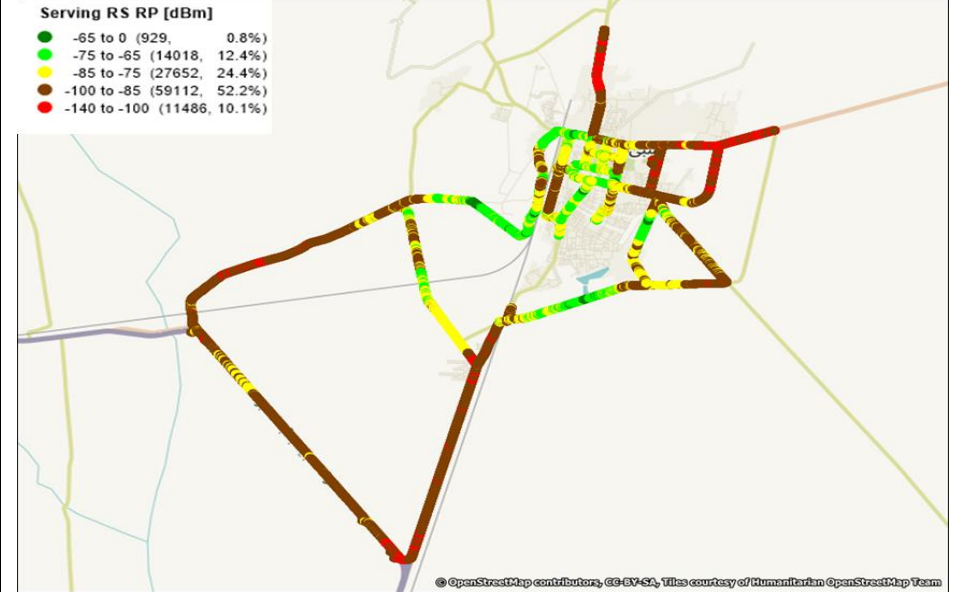 Serving RS RP [dBm]
-65 to 0 (929, 0.8%)
-75 to -65 (14018, 12.4%)
-85 to -75 (27652, 24.4%)
-100 to -85 (59112, 52.2%)
-140 to -100 (11486, 10.1%)
© OpenStreetMap contributors, CC-BY-SA, Tiles courtesy of Humanitarian OpenStreetMap Team